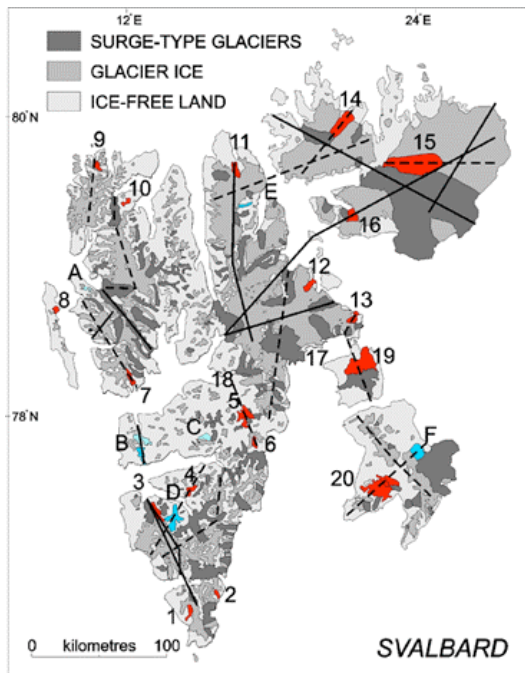 12°E 24°E
SURGE-TYPE GLACIERS
GLACIER ICE
ICE-FREE LAND
80°N
14
9
11
15
10
E
16
A
12
8
13
17
19
7
18
78°N
5
B
C
6
F
3
4
D
20
2
1
0 kilometres 100
SVALBARD